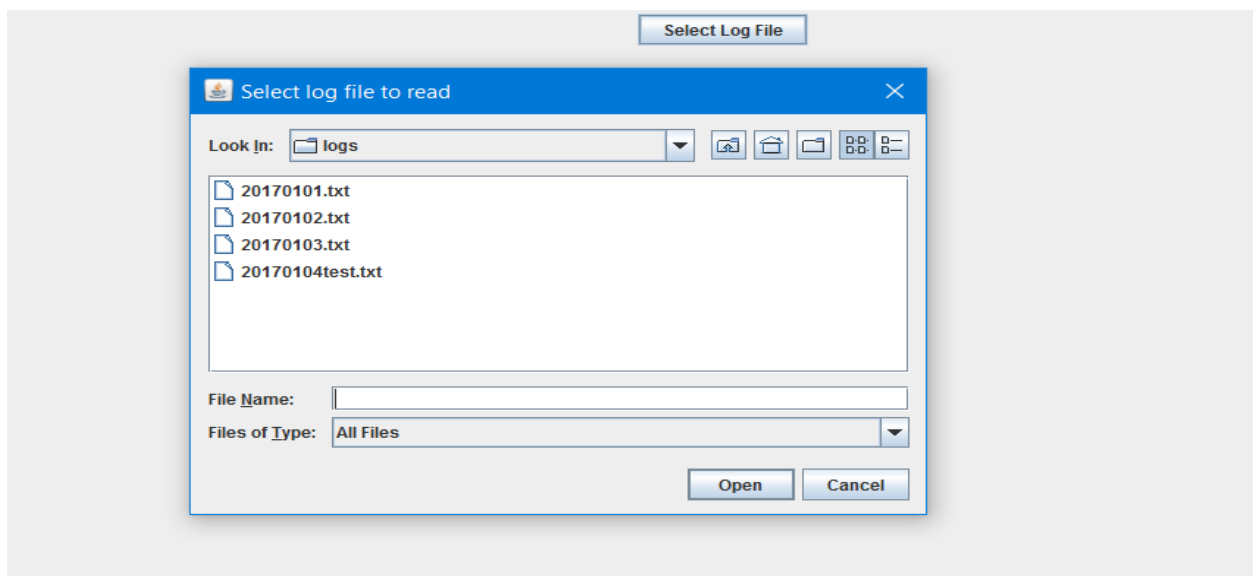 Select Log File
Select log file to read
Look In: logs
20170101.txt
20170102.txt
20170103.txt
20170104test.txt
File Name:
Files of Type: All Files
Open Cancel